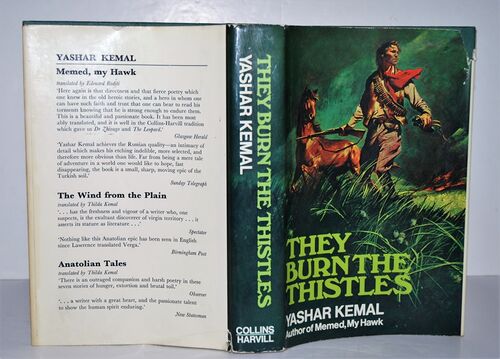 YASHAR KEMAL
Memed, my Hawk
translated by Edouard Roditi
'Here again is that directness and that fierce poetry which
one knew in the old heroic stories, and a hero in whom one
can have such faith and trust that one can bear to read his
torments knowing that he is strong enough to endure them.
This is a beautiful and passionate book. It has been most
ably translated, and it is well in the Collins-Harvill tradition
which gave us Dr Zhivago and The Leopard.'
Glasgow Herald
'Yashar Kemal achieves the Russian quality—an intimacy of
detail which makes his etching indelible, more selected, and
therefore more obvious than life. Far from being a mere tale
of adventure in a world one would like to hope, fast
disappearing, the book is a small, sharp, moving epic of the
Turkish soil.'
Sunday Telegraph
The Wind from the Plain
translated by Thilda Kemal
'. . . has the freshness and vigour of a writer who, one
suspects, is the exultant discoverer of virgin territory . . . it
asserts its stature as literature . . .'
Spectator
'Nothing like this Anatolian epic has been seen in English
since Lawrence translated Verga.'
Birmingham Post
Anatolian Tales
translated by Thilda Kemal
'There is an outraged compassion and harsh poetry in these
seven stories of hunger, extortion and brutal toil.'
Observer
'. . . a writer with a great heart, and the passionate talent
to show the human spirit enduring.'
New Statesman
THEY BURN THE THISTLES
YASHAR KEMAL
COLLINS
HARVILL
THEY
BURN THE
THISTLES
YASHAR KEMAL
Author of Memed, My Hawk